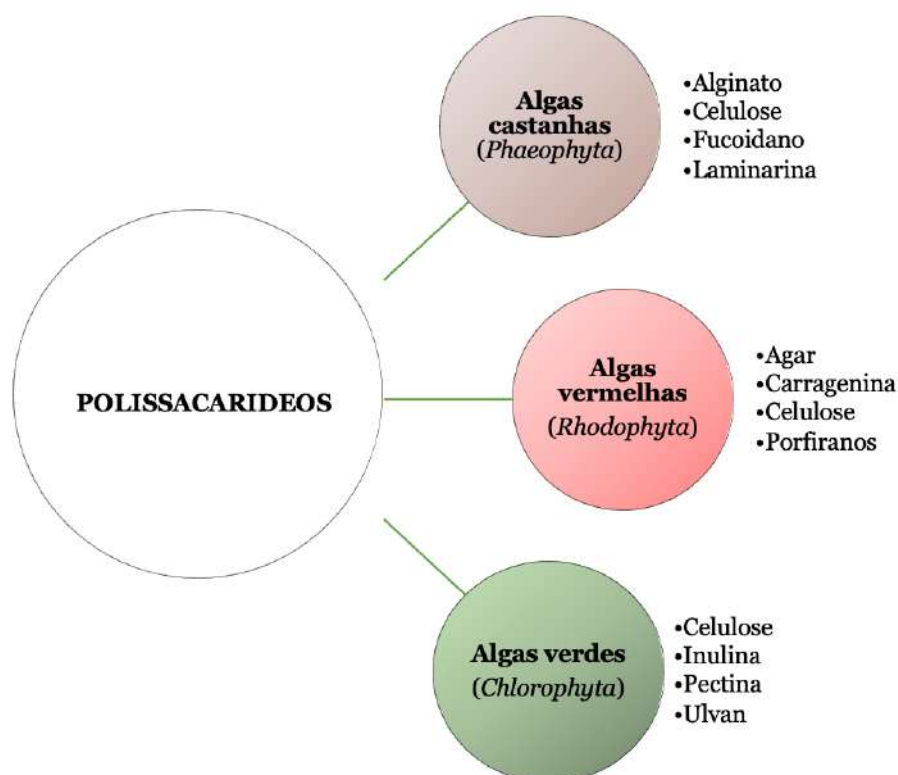 Algas
castanhas
(Phaeophyta)
•Alginato
•Celulose
•Fucoidano
•Laminarina
POLISSACARIDEOS
Algas
vermelhas
(Rhodophyta)
•Agar
•Carragenina
•Celulose
•Porfiranos
Algas verdes
(Chlorophyta)
•Celulose
•Inulina
•Pectina
•Ulvan